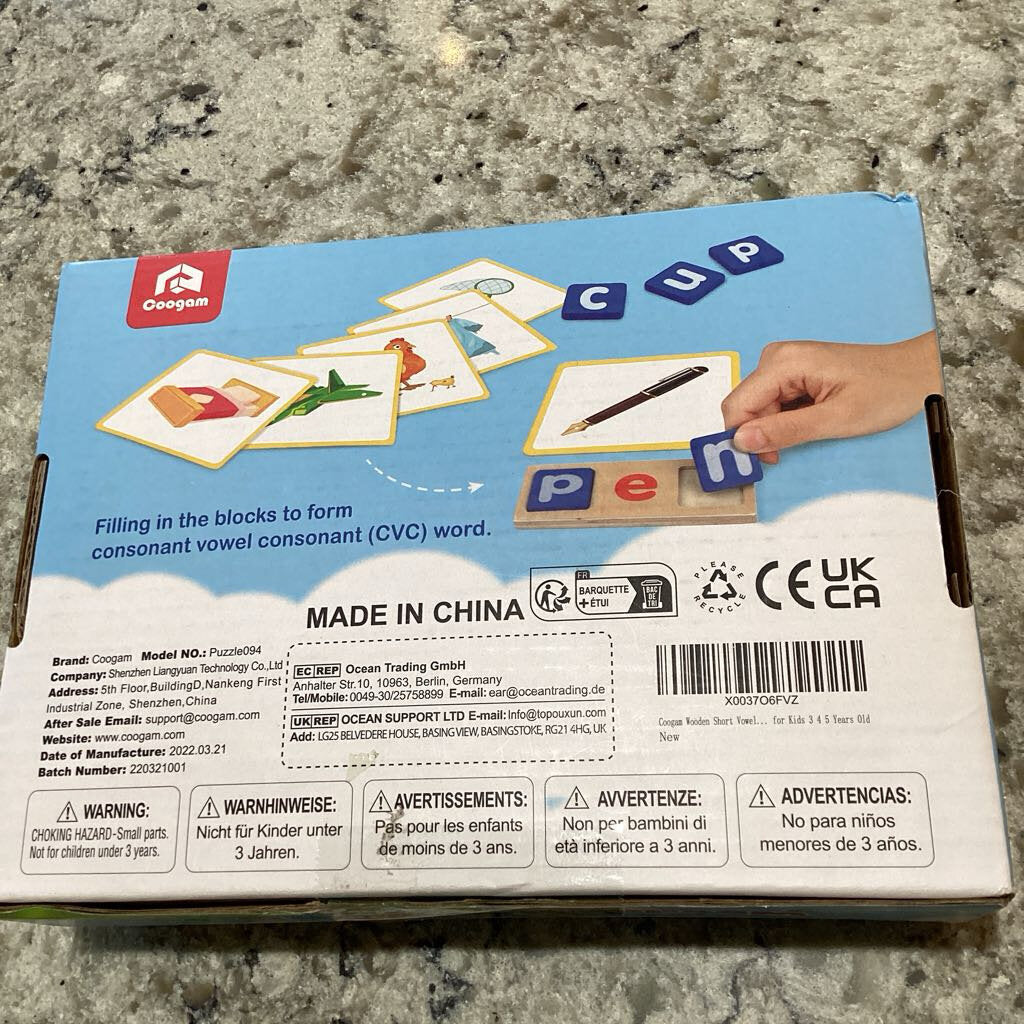 Coogam
c u p
n
p e
Filling in the blocks to form
consonant vowel consonant (CVC) word.
MADE IN CHINA
FR
BARQUETTE
+ÉTUI
BAC
DE
TRI
PLEASE
RECYCLE
CE
UK
CA
Brand: Coogam Model NO.: Puzzle094
Company: Shenzhen Liangyuan Technology Co.,Ltd
Address: 5th Floor,BuildingD,Nankeng First
Industrial Zone, Shenzhen,China
After Sale Email: support@coogam.com
Website: www.coogam.com
Date of Manufacture: 2022.03.21
Batch Number: 220321001
EC REP Ocean Trading GmbH
Anhalter Str.10, 10963, Berlin, Germany
Tel/Mobile: 0049-30/25758899 E-mail: ear@oceantrading.de
UK REP OCEAN SUPPORT LTD E-mail: Info@topouxun.com
Add: LG25 BELVEDERE HOUSE, BASING VIEW, BASINGSTOKE, RG21 4HG, UK
X0037O6FVZ
Coogam Wooden Short Vowel... for Kids 3 4 5 Years Old
New
WARNING:
CHOKING HAZARD-Small parts.
Not for children under 3 years.
WARNHINWEISE:
Nicht für Kinder unter
3 Jahren.
AVERTISSEMENTS:
Pas pour les enfants
de moins de 3 ans.
AVVERTENZE:
Non per bambini di
età inferiore a 3 anni.
ADVERTENCIAS:
No para niños
menores de 3 años.